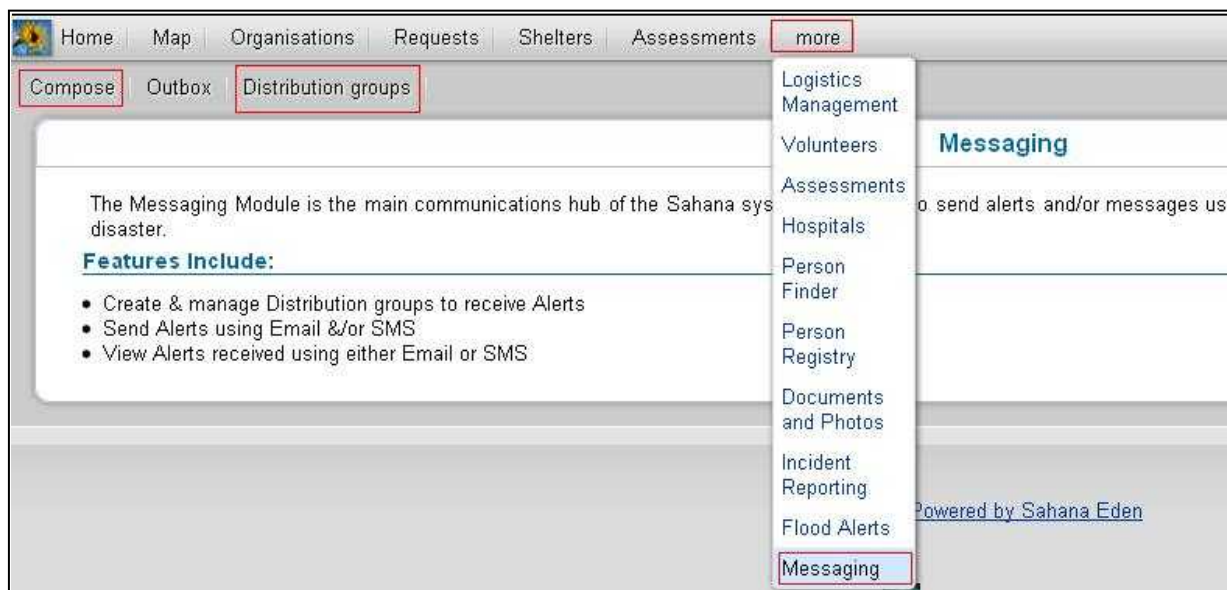 Home Map Organisations Requests Shelters Assessments more
Compose Outbox Distribution groups
Logistics
Management
Volunteers
Assessments
Hospitals
Person
Finder
Person
Registry
Documents
and Photos
Incident
Reporting
Flood Alerts
Messaging
Messaging
The Messaging Module is the main communications hub of the Sahana
send alerts and/or messages
disaster.
Features Include:
• Create & manage Distribution groups to receive Alerts
• Send Alerts using Email &/or SMS
• View Alerts received using either Email or SMS
Powered by Sahana Eden